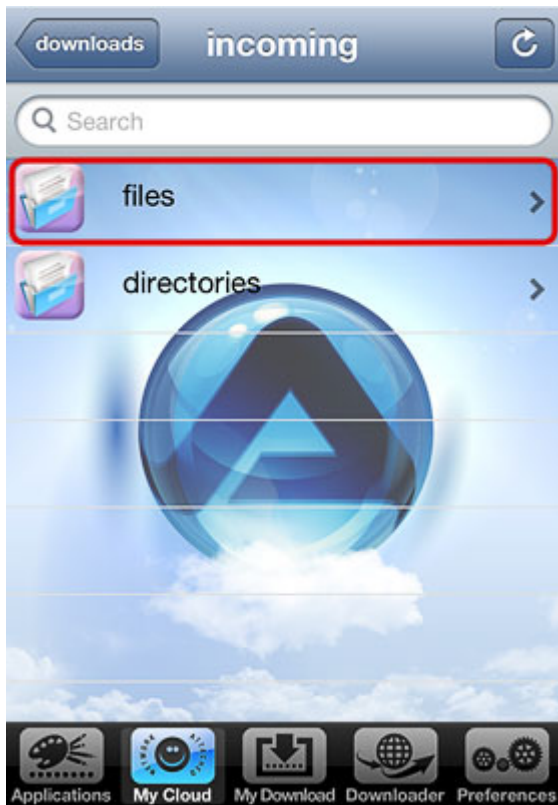 downloads
incoming
Search
files
directories
Applications
My Cloud
My Download
Downloader
Preferences